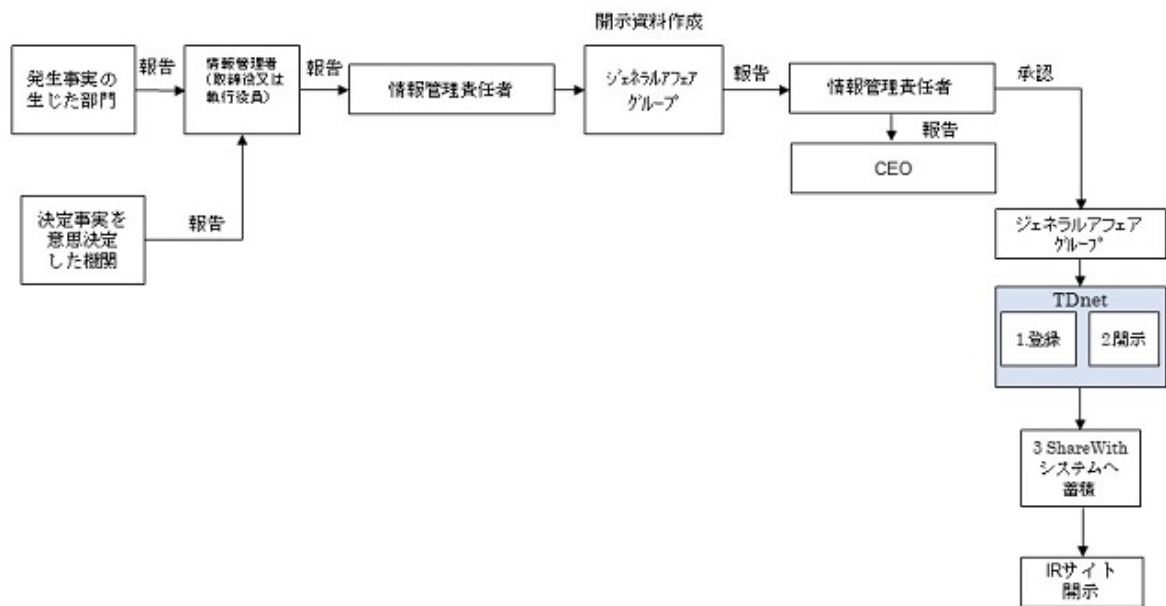 開示資料作成
発生事実の
生じた部門
報告
情報管理者
（取締役又は
執行役員）
報告
情報管理責任者
ジェネラルアフェア
グループ
報告
情報管理責任者
承認
報告
CEO
決定事実を
意思決定
した機関
報告
ジェネラルアフェア
グループ
TDnet
1.登録
2.開示
3 ShareWith
システムへ
蓄積
IRサイト
開示